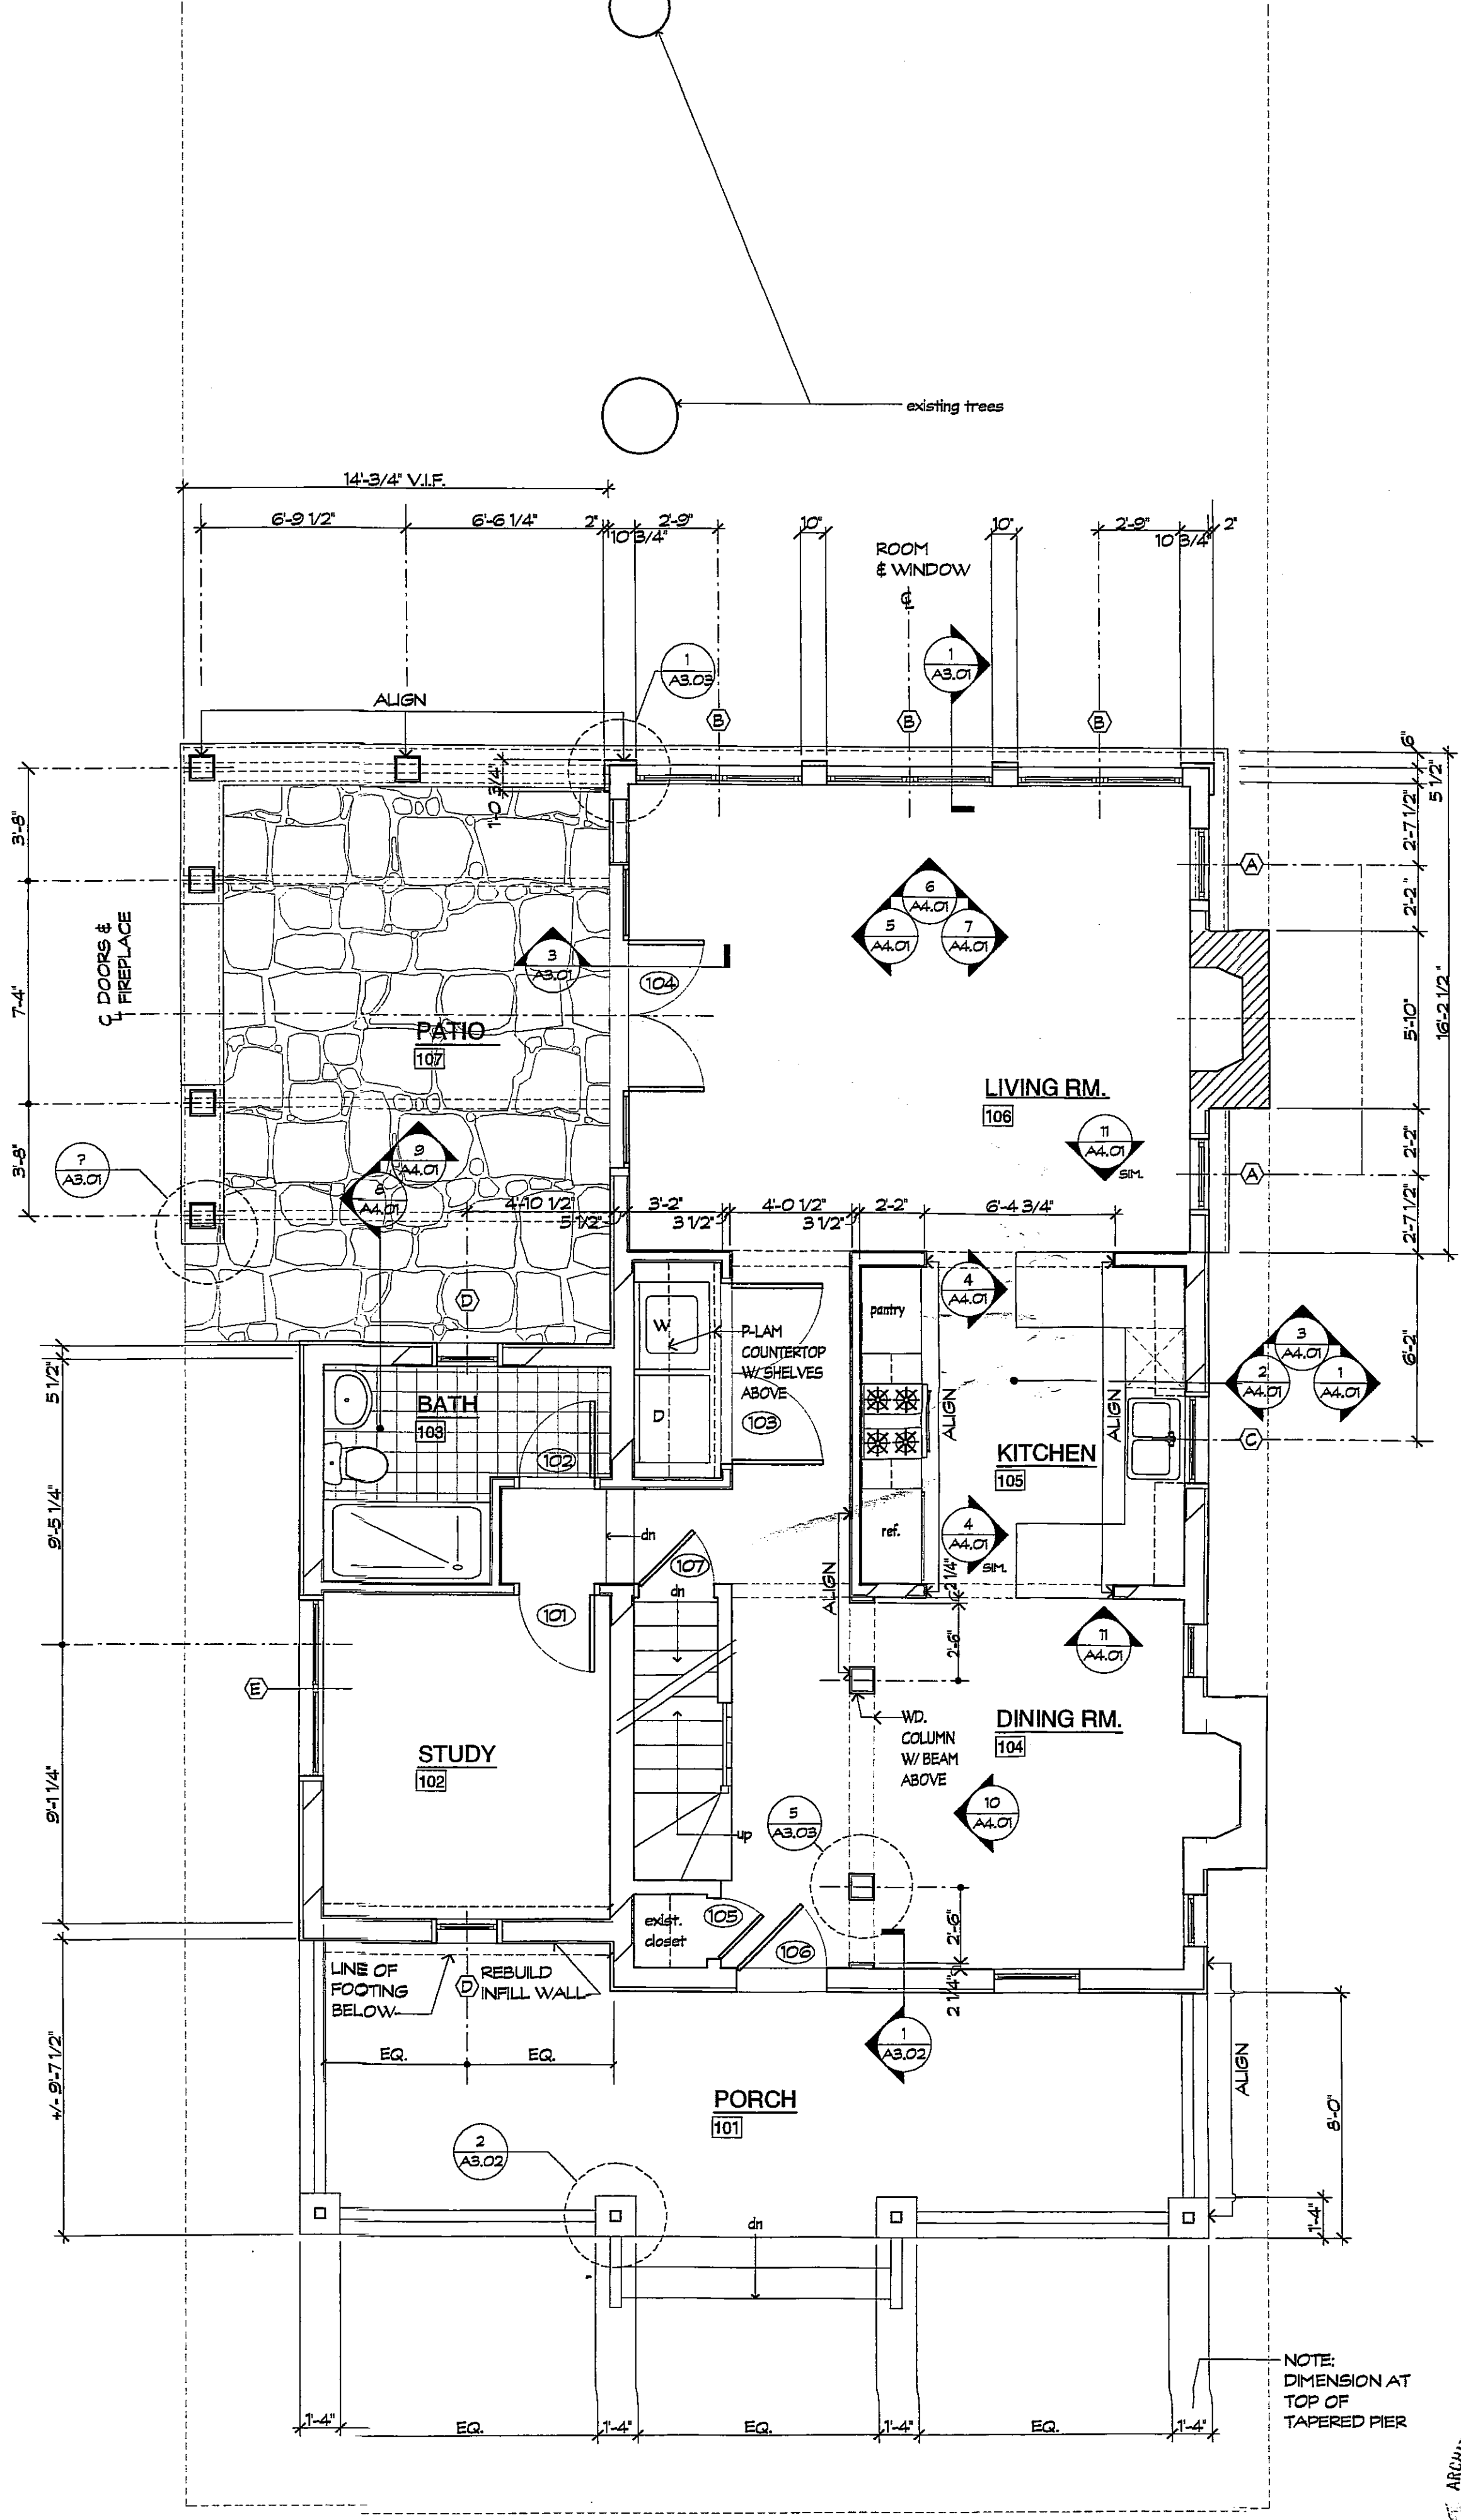 existing trees
14'-3/4" V.I.F.
6'-9 1/2"
6'-6 1/4"
2"
10 3/4"
2'-9"
10"
10"
2'-9"
10 3/4"
2"
ROOM
& WINDOW
℄
1
A3.03
1
A3.01
ALIGN
B
B
B
6"
5 1/2"
1'-0 3/4"
3'-8"
2'-7 1/2"
A
6
A4.01
5
A4.01
7
A4.01
2'-2"
℄ DOORS &
FIREPLACE
3
A3.01
104
7'-4"
PATIO
107
5'-10"
16'-2 1/2"
LIVING RM.
106
11
A4.01
SIM.
9
A4.01
8
A4.01
?
A3.01
3'-8"
2'-2"
A
4'-10 1/2"
5 1/2"
3'-2"
3 1/2"
4'-0 1/2"
3 1/2"
2'-2"
6'-4 3/4"
2'-7 1/2"
D
4
A4.01
pantry
W
P-LAM
COUNTERTOP
W/ SHELVES
ABOVE
3
A4.01
2
A4.01
1
A4.01
6'-2"
5 1/2"
BATH
103
D
103
ALIGN
ALIGN
C
KITCHEN
105
102
9'-5 1/4"
dn
ref.
4
A4.01
SIM.
107
dn
ALIGN
2 1/4"
101
2'-6"
11
A4.01
E
WD.
COLUMN
W/ BEAM
ABOVE
DINING RM.
104
STUDY
102
9'-1 1/4"
10
A4.01
5
A3.03
up
exist.
closet
105
106
2'-6"
2 1/4"
LINE OF
FOOTING
BELOW
D
REBUILD
INFILL WALL
EQ.
EQ.
1
A3.02
ALIGN
+/- 9'-7 1/2"
PORCH
101
8'-0"
2
A3.02
1'-4"
dn
NOTE:
DIMENSION AT
TOP OF
TAPERED PIER
1'-4"
EQ.
1'-4"
EQ.
1'-4"
EQ.
1'-4"